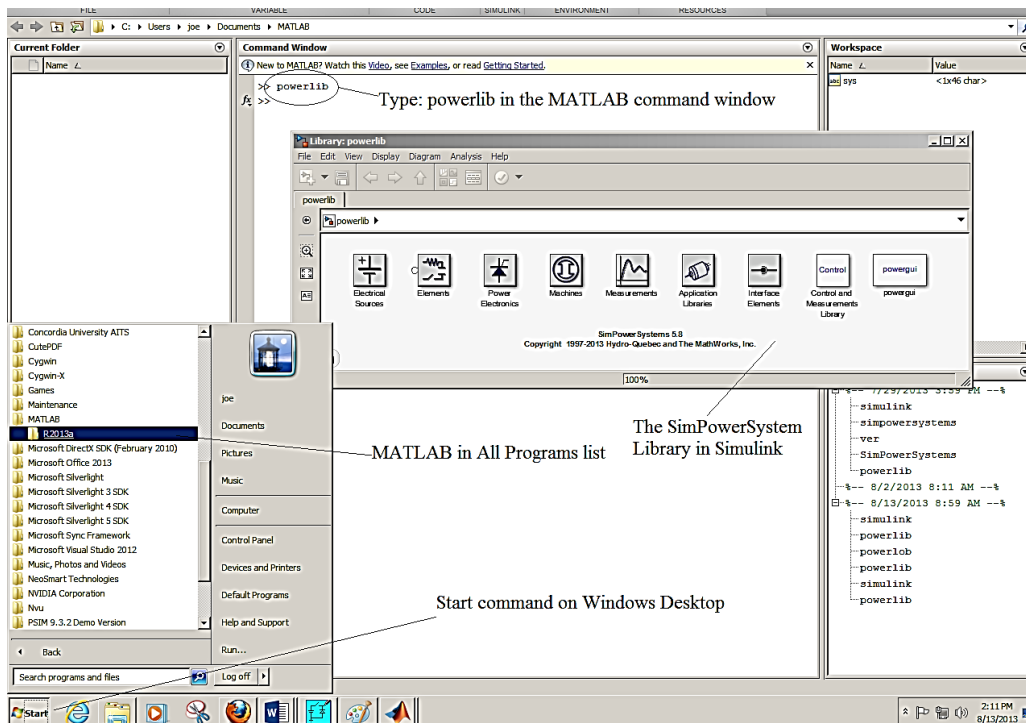 FILE VARIABLE CODE SIMULINK ENVIRONMENT RESOURCES
C: Users joe Documents MATLAB
Current Folder
Name
Command Window
New to MATLAB? Watch this Video, see Examples, or read Getting Started.
>> powerlib
fx >>
Type: powerlib in the MATLAB command window
Workspace
Name Value
abc sys <1x46 char>
Library: powerlib
File Edit View Display Diagram Analysis Help
powerlib
powerlib
Electrical Sources
Elements
Power Electronics
Machines
Measurements
Application Libraries
Interface Elements
Control
Control and Measurements Library
powergui
powergui
SimPowerSystems 5.8
Copyright 1997-2013 Hydro-Quebec and The MathWorks, Inc.
100%
The SimPowerSystem
Library in Simulink
%-- 7/29/2013 3:59 PM --%
simulink
simpowersystems
ver
SimPowerSystems
powerlib
%-- 8/2/2013 8:11 AM --%
%-- 8/13/2013 8:59 AM --%
simulink
powerlib
powerlob
powerlib
simulink
powerlib
Concordia University AITS
CutePDF
Cygwin
Cygwin-X
Games
Maintenance
MATLAB
R2013a
Microsoft DirectX SDK (February 2010)
Microsoft Office 2013
Microsoft Silverlight
Microsoft Silverlight 3 SDK
Microsoft Silverlight 4 SDK
Microsoft Silverlight 5 SDK
Microsoft Sync Framework
Microsoft Visual Studio 2012
Music, Photos and Videos
NeoSmart Technologies
NVIDIA Corporation
Nvu
PSIM 9.3.2 Demo Version
Back
Search programs and files
joe
Documents
Pictures
Music
Computer
Control Panel
Devices and Printers
Default Programs
Help and Support
Run...
Log off
MATLAB in All Programs list
Start command on Windows Desktop
Start
2:11 PM
8/13/2013